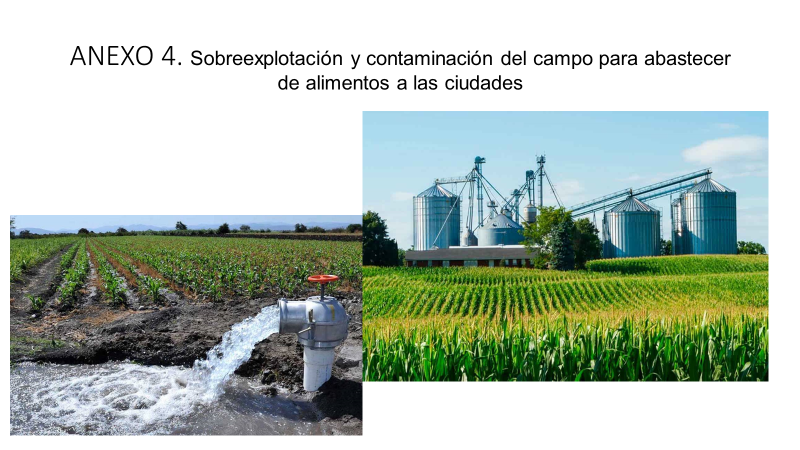 ANEXO 4. Sobreexplotación y contaminación del campo para abastecer
de alimentos a las ciudades